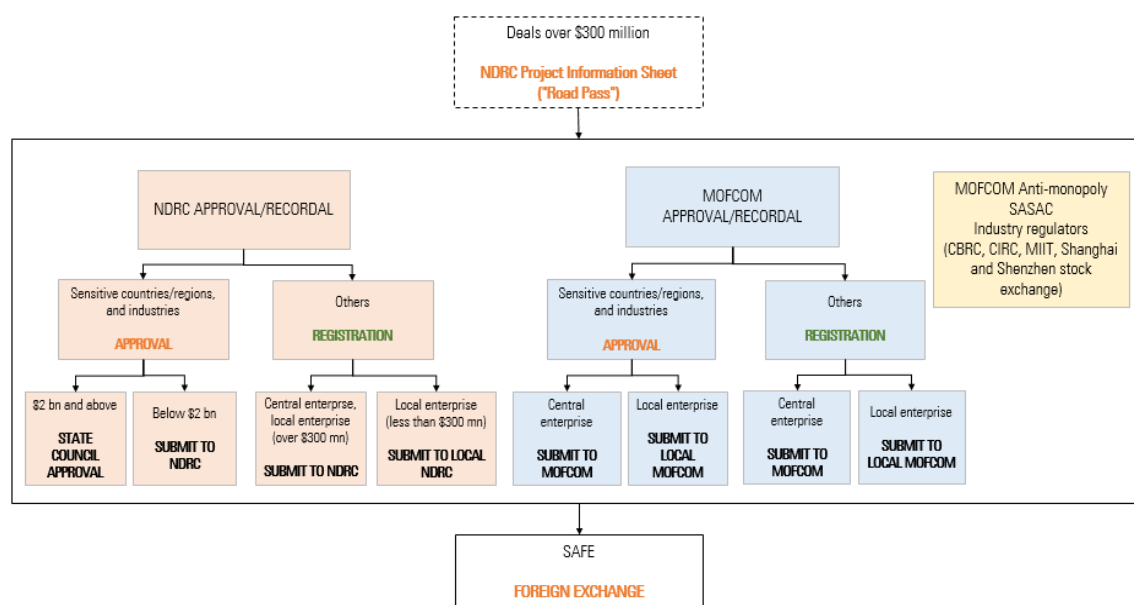 Deals over $300 million
NDRC Project Information Sheet
("Road Pass")
NDRC APPROVAL/RECORDAL
MOFCOM
APPROVAL/RECORDAL
MOFCOM Anti-monopoly
SASAC
Industry regulators
(CBRC, CIRC, MIIT, Shanghai
and Shenzhen stock
exchange)
Sensitive countries/regions,
and industries
APPROVAL
Others
REGISTRATION
Sensitive countries/regions,
and industries
APPROVAL
Others
REGISTRATION
$2 bn and above
STATE
COUNCIL
APPROVAL
Below $2 bn
SUBMIT TO
NDRC
Central enterprse,
local enterprise
(over $300 mn)
SUBMIT TO NDRC
Local enterprise
(less than $300 mn)
SUBMIT TO LOCAL
NDRC
Central
enterprise
SUBMIT TO
MOFCOM
Local enterprise
SUBMIT TO
LOCAL
MOFCOM
Central
enterprise
SUBMIT TO
MOFCOM
Local enterprise
SUBMIT TO
LOCAL MOFCOM
SAFE
FOREIGN EXCHANGE